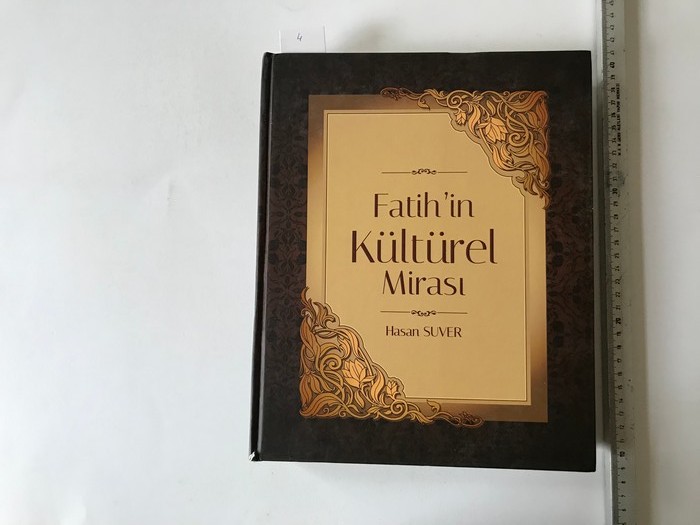 4
Fatih'in
Kültürel
Mirası
Hasan SUVER